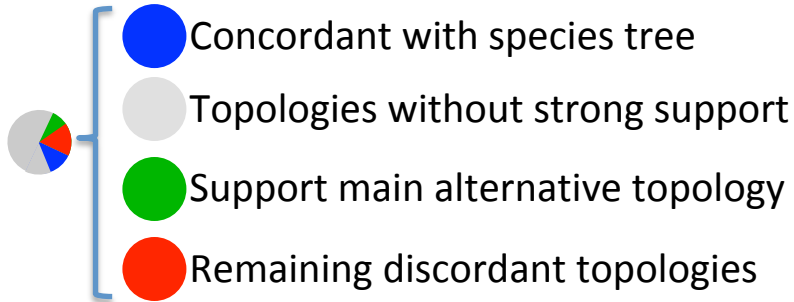 Concordant with species tree
Topologies without strong support
Support main alternative topology
Remaining discordant topologies